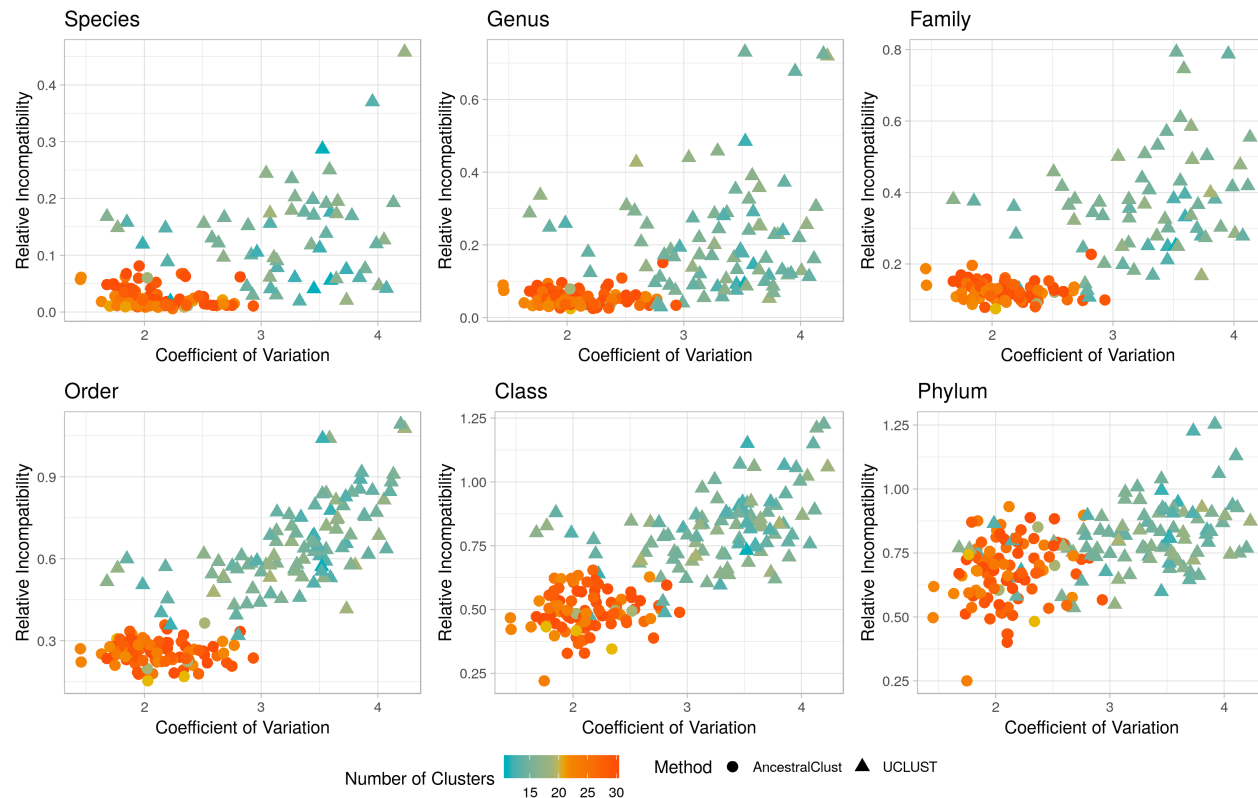 Species
Genus
Family
Relative Incompatibility
0.4
0.3
0.2
0.1
0.0
2
3
4
Coefficient of Variation
Relative Incompatibility
0.6
0.4
0.2
0.0
2
3
4
Coefficient of Variation
Relative Incompatibility
0.8
0.6
0.4
0.2
2
3
4
Coefficient of Variation
Order
Class
Phylum
Relative Incompatibility
0.9
0.6
0.3
2
3
4
Coefficient of Variation
Relative Incompatibility
1.25
1.00
0.75
0.50
0.25
2
3
4
Coefficient of Variation
Relative Incompatibility
1.25
1.00
0.75
0.50
0.25
2
3
4
Coefficient of Variation
Number of Clusters
15 20 25 30
Method AncestralClust UCLUST